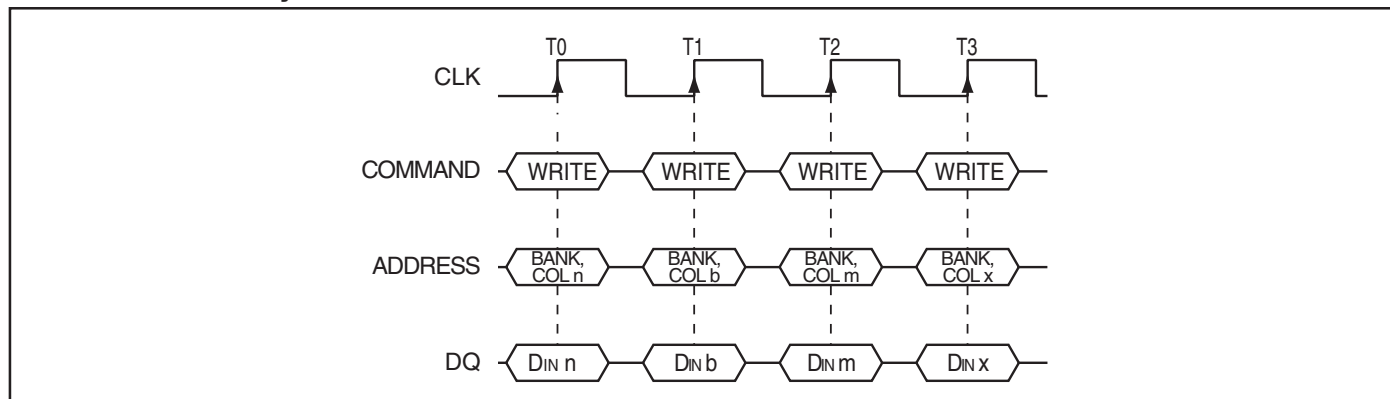 T0 T1 T2 T3
CLK
COMMAND WRITE WRITE WRITE WRITE
ADDRESS BANK, COL n BANK, COL b BANK, COL m BANK, COL x
DQ DIN n DIN b DIN m DIN x